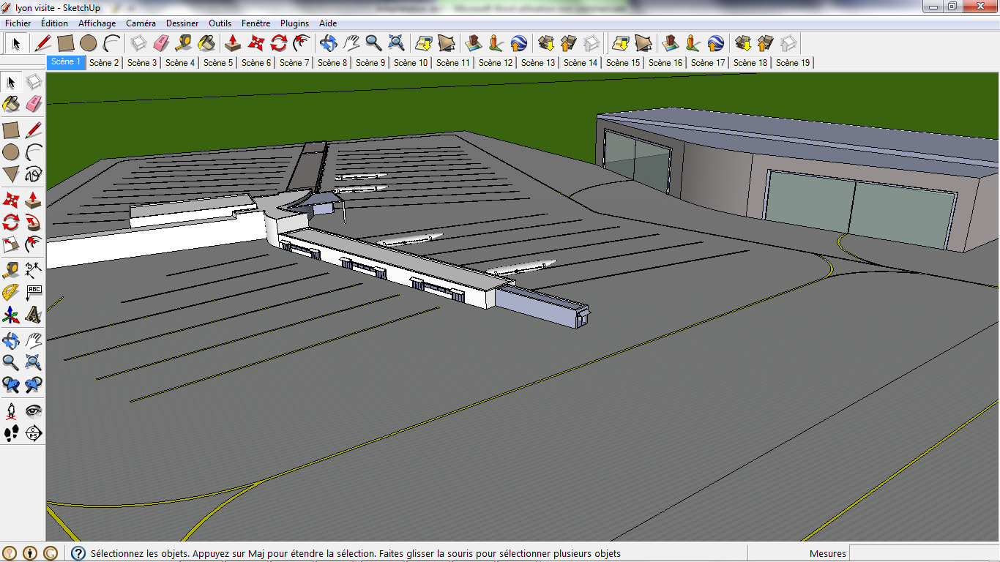 lyon visite - SketchUp
Fichier Édition Affichage Caméra Dessiner Outils Fenêtre Plugins Aide
Scène 1 Scène 2 Scène 3 Scène 4 Scène 5 Scène 6 Scène 7 Scène 8 Scène 9 Scène 10 Scène 11 Scène 12 Scène 13 Scène 14 Scène 15 Scène 16 Scène 17 Scène 18 Scène 19
ABC
Sélectionnez les objets. Appuyez sur Maj pour étendre la sélection. Faites glisser la souris pour sélectionner plusieurs objets
Mesures